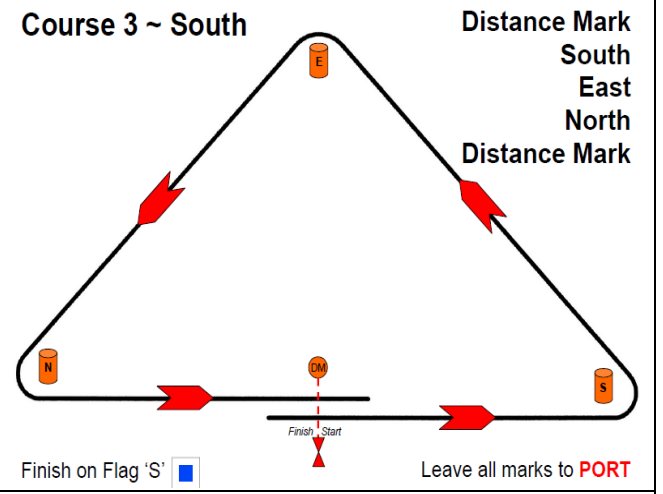 Course 3 ~ South
Distance Mark
South
East
North
Distance Mark
E
N
DM
S
Finish Start
Finish on Flag ‘S’
Leave all marks to PORT